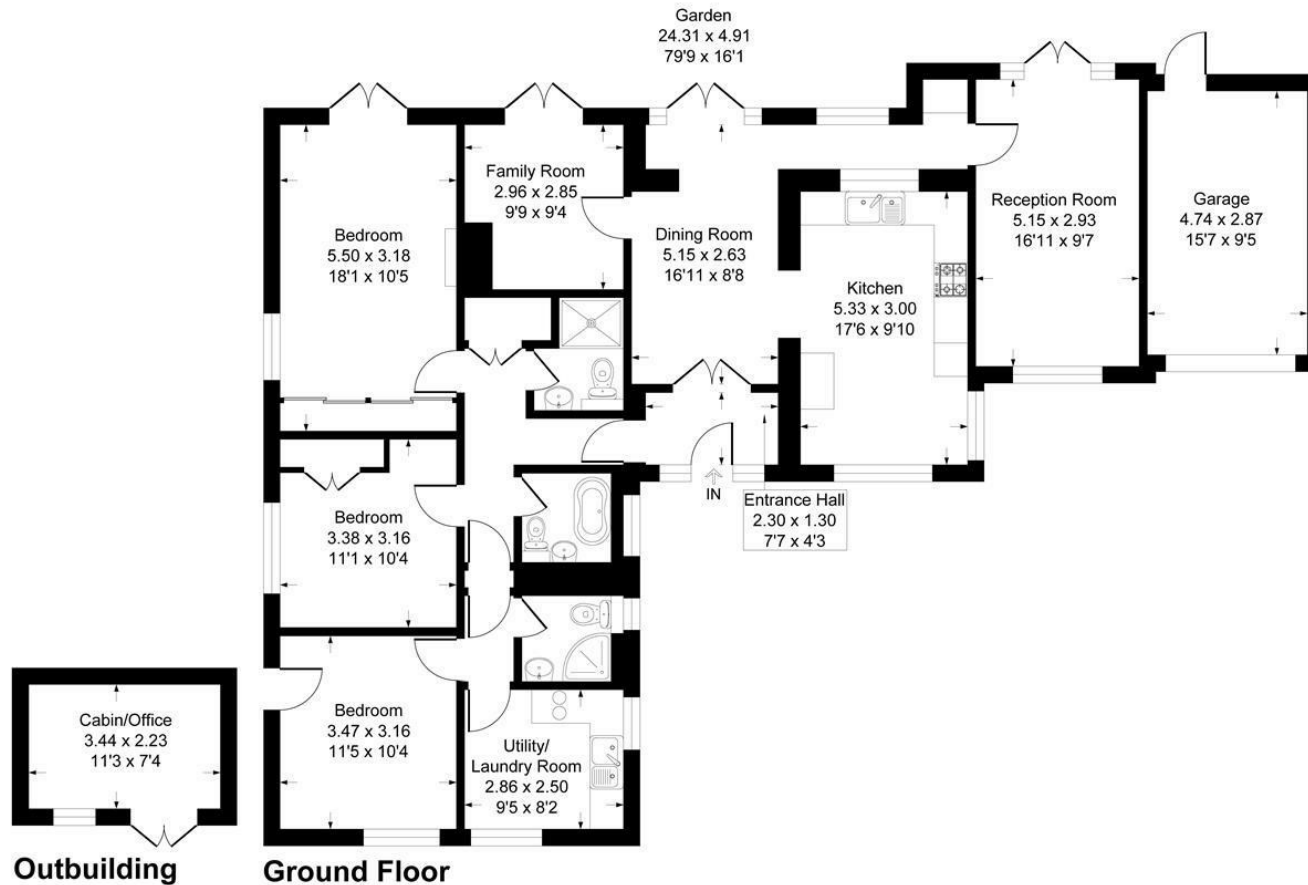 Garden
24.31 x 4.91
79'9 x 16'1
Family Room
2.96 x 2.85
9'9 x 9'4
Bedroom
5.50 x 3.18
18'1 x 10'5
Dining Room
5.15 x 2.63
16'11 x 8'8
Kitchen
5.33 x 3.00
17'6 x 9'10
Reception Room
5.15 x 2.93
16'11 x 9'7
Garage
4.74 x 2.87
15'7 x 9'5
IN
Entrance Hall
2.30 x 1.30
7'7 x 4'3
Bedroom
3.38 x 3.16
11'1 x 10'4
Bedroom
3.47 x 3.16
11'5 x 10'4
Utility/
Laundry Room
2.86 x 2.50
9'5 x 8'2
Cabin/Office
3.44 x 2.23
11'3 x 7'4
Outbuilding
Ground Floor